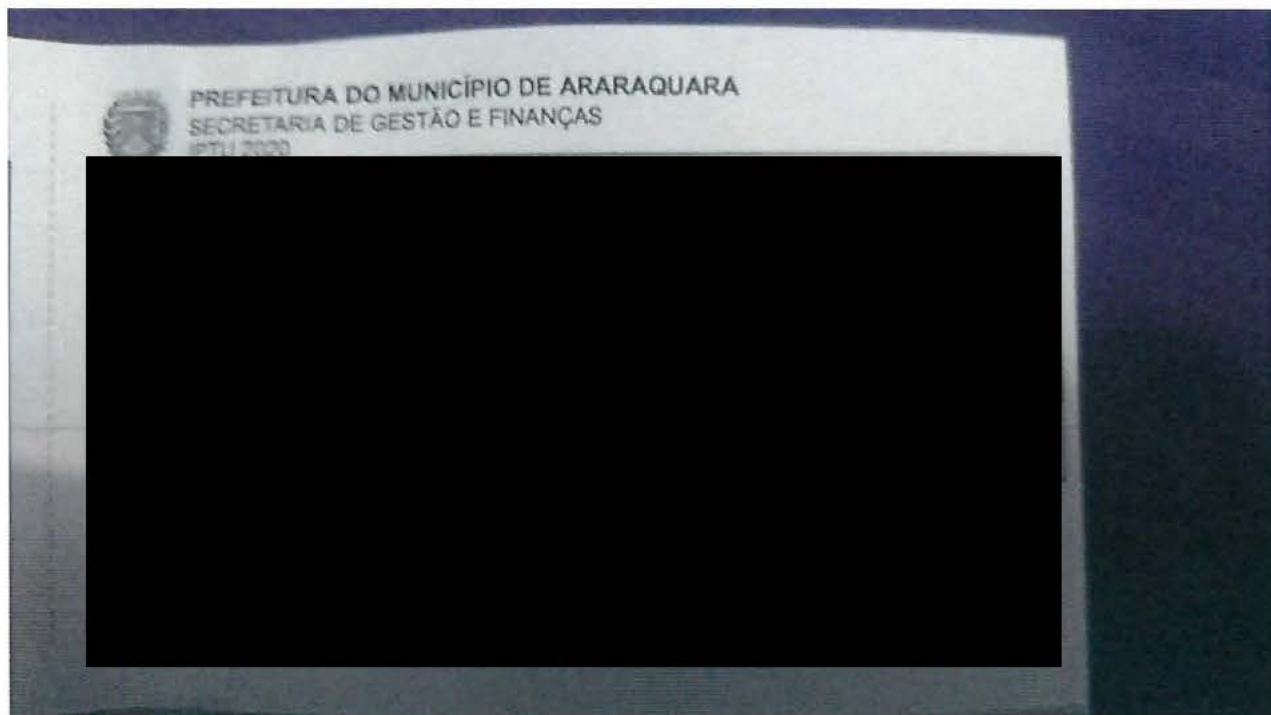 PREFEITURA DO MUNICÍPIO DE ARARAQUARA
SECRETARIA DE GESTÃO E FINANÇAS
IPTU 2020